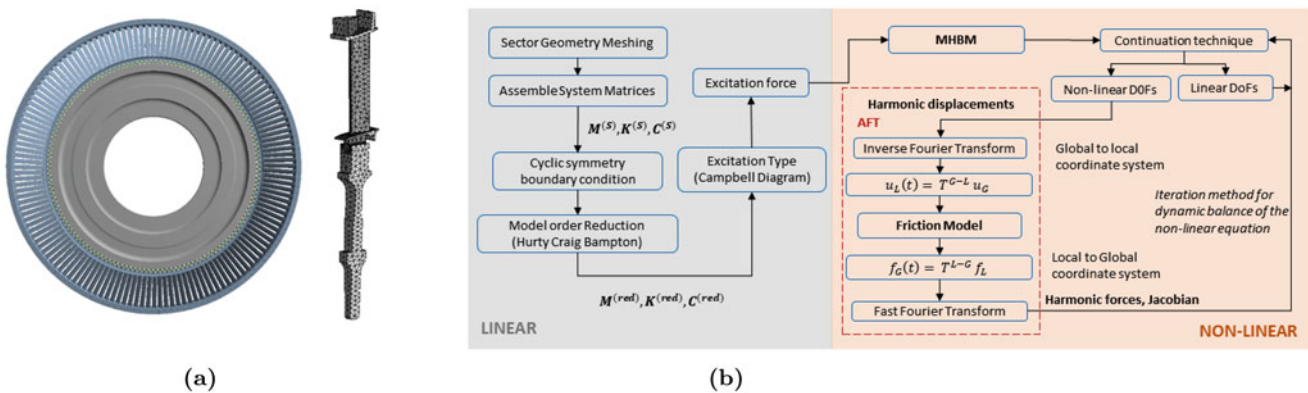 Sector Geometry Meshing
Assemble System Matrices
M^(S), K^(S), C^(S)
Cyclic symmetry
boundary condition
Model order Reduction
(Hurty Craig Bampton)
M^(red), K^(red), C^(red)
Excitation force
Excitation Type
(Campbell Diagram)
LINEAR
MHBM
Continuation technique
Non-linear D0Fs
Linear DoFs
Harmonic displacements
AFT
Inverse Fourier Transform
u_L(t) = T^{G-L} u_G
Friction Model
f_G(t) = T^{L-G} f_L
Fast Fourier Transform
Global to local
coordinate system
Iteration method for
dynamic balance of the
non-linear equation
Local to Global
coordinate system
Harmonic forces, Jacobian
NON-LINEAR
(a)
(b)